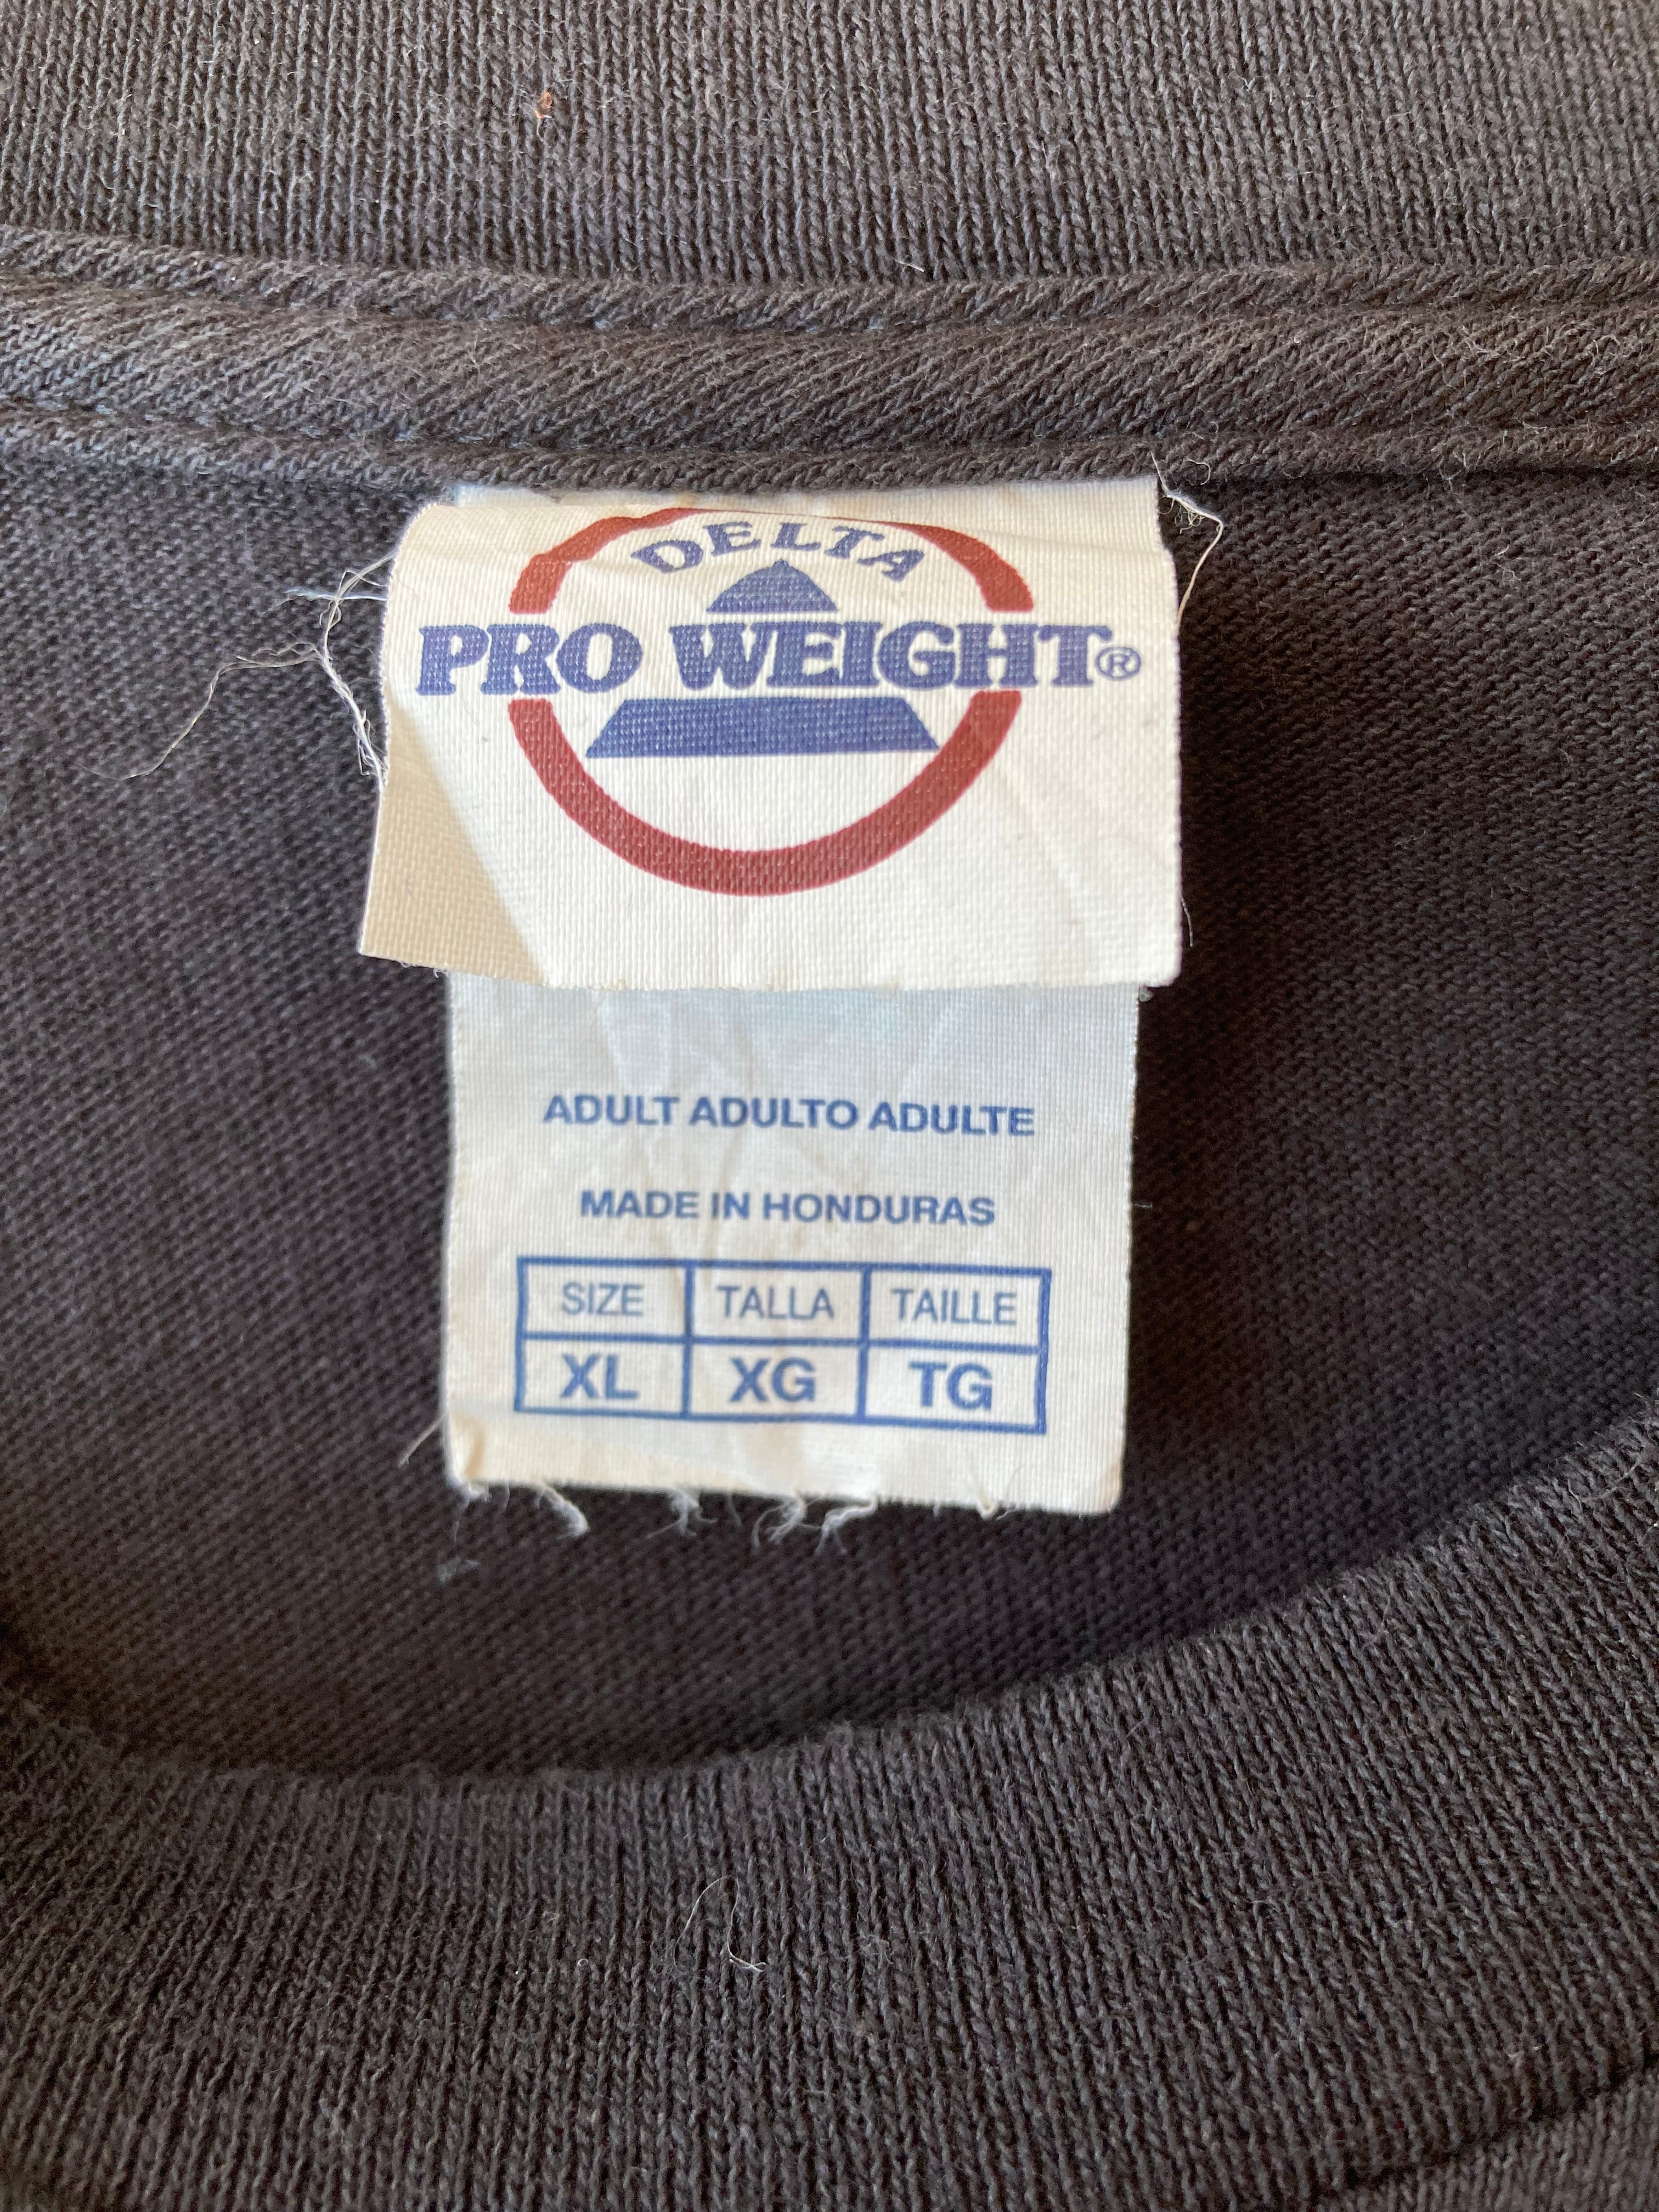 DELTA
PRO WEIGHT®
ADULT ADULTO ADULTE
MADE IN HONDURAS
SIZE TALLA TAILLE
XL XG TG